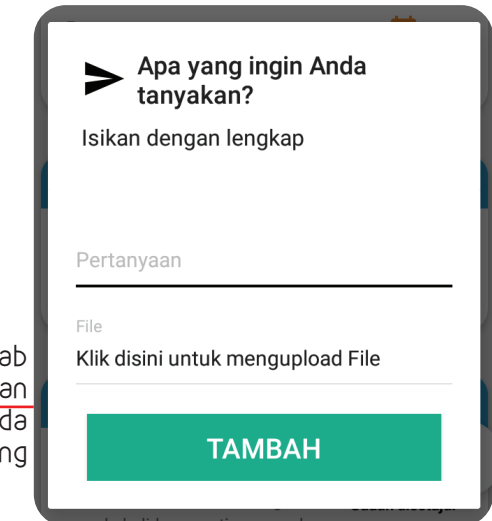 Apa yang ingin Anda
tanyakan?
Isikan dengan lengkap
Pertanyaan
File
Klik disini untuk mengupload File
TAMBAH